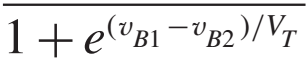 1 + e^{(v_{B1} − v_{B2})/V_T}